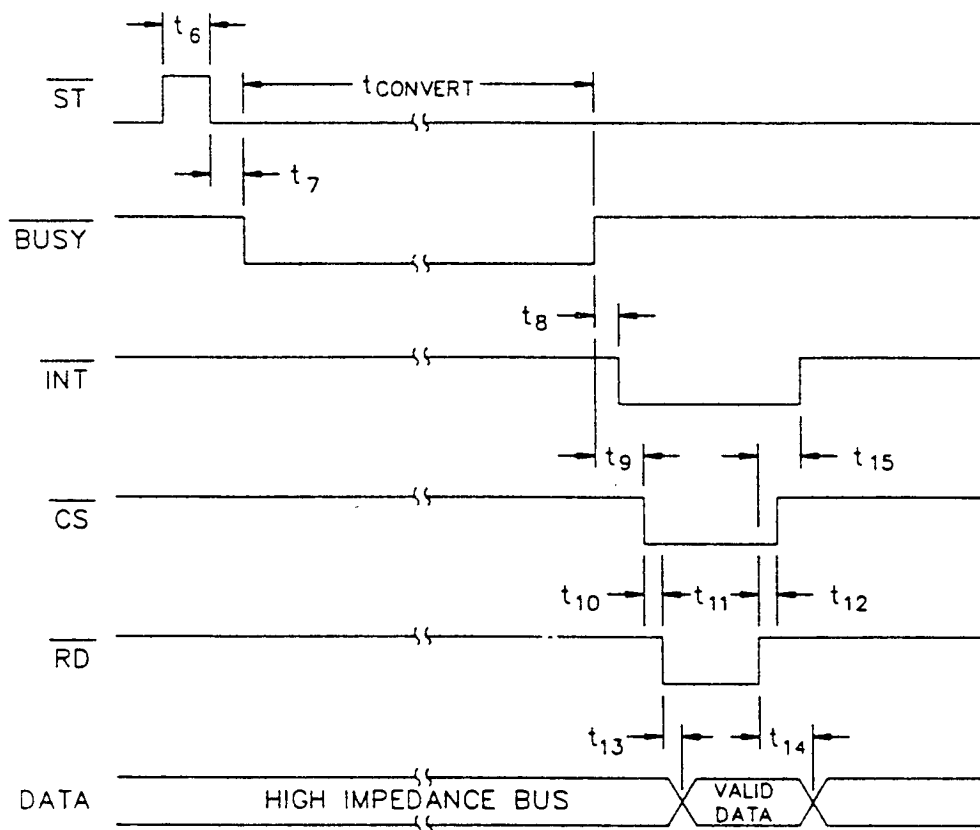 t6
ST
tCONVERT
t7
BUSY
t8
INT
t9
t15
CS
t10
t11
t12
RD
t13
t14
DATA
HIGH IMPEDANCE BUS
VALID
DATA